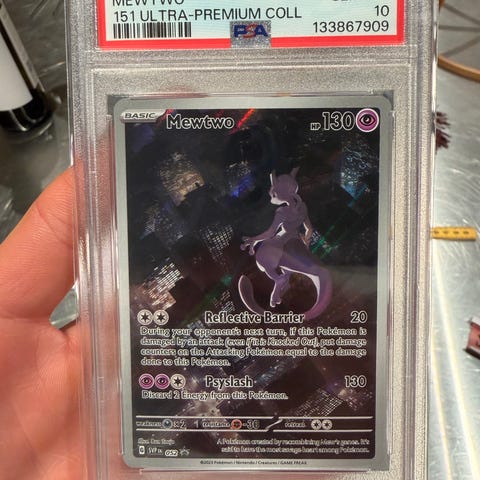 MEWTWO
151 ULTRA-PREMIUM COLL
10
PSA
133867909
BASIC
Mewtwo
HP 130
Reflective Barrier 20
During your opponent's next turn, if this Pokémon is
damaged by an attack (even if it is Knocked Out), put damage
counters on the Attacking Pokémon equal to the damage
done to this Pokémon.
Psyslash 130
Discard 2 Energy from this Pokémon.
weakness ×2 resistance -30 retreat
A Pokémon created by recombining Mew's genes. It's
said to have the most savage heart among all Pokémon.
SVP EN 052
©2023 Pokémon / Nintendo / Creatures / GAME FREAK